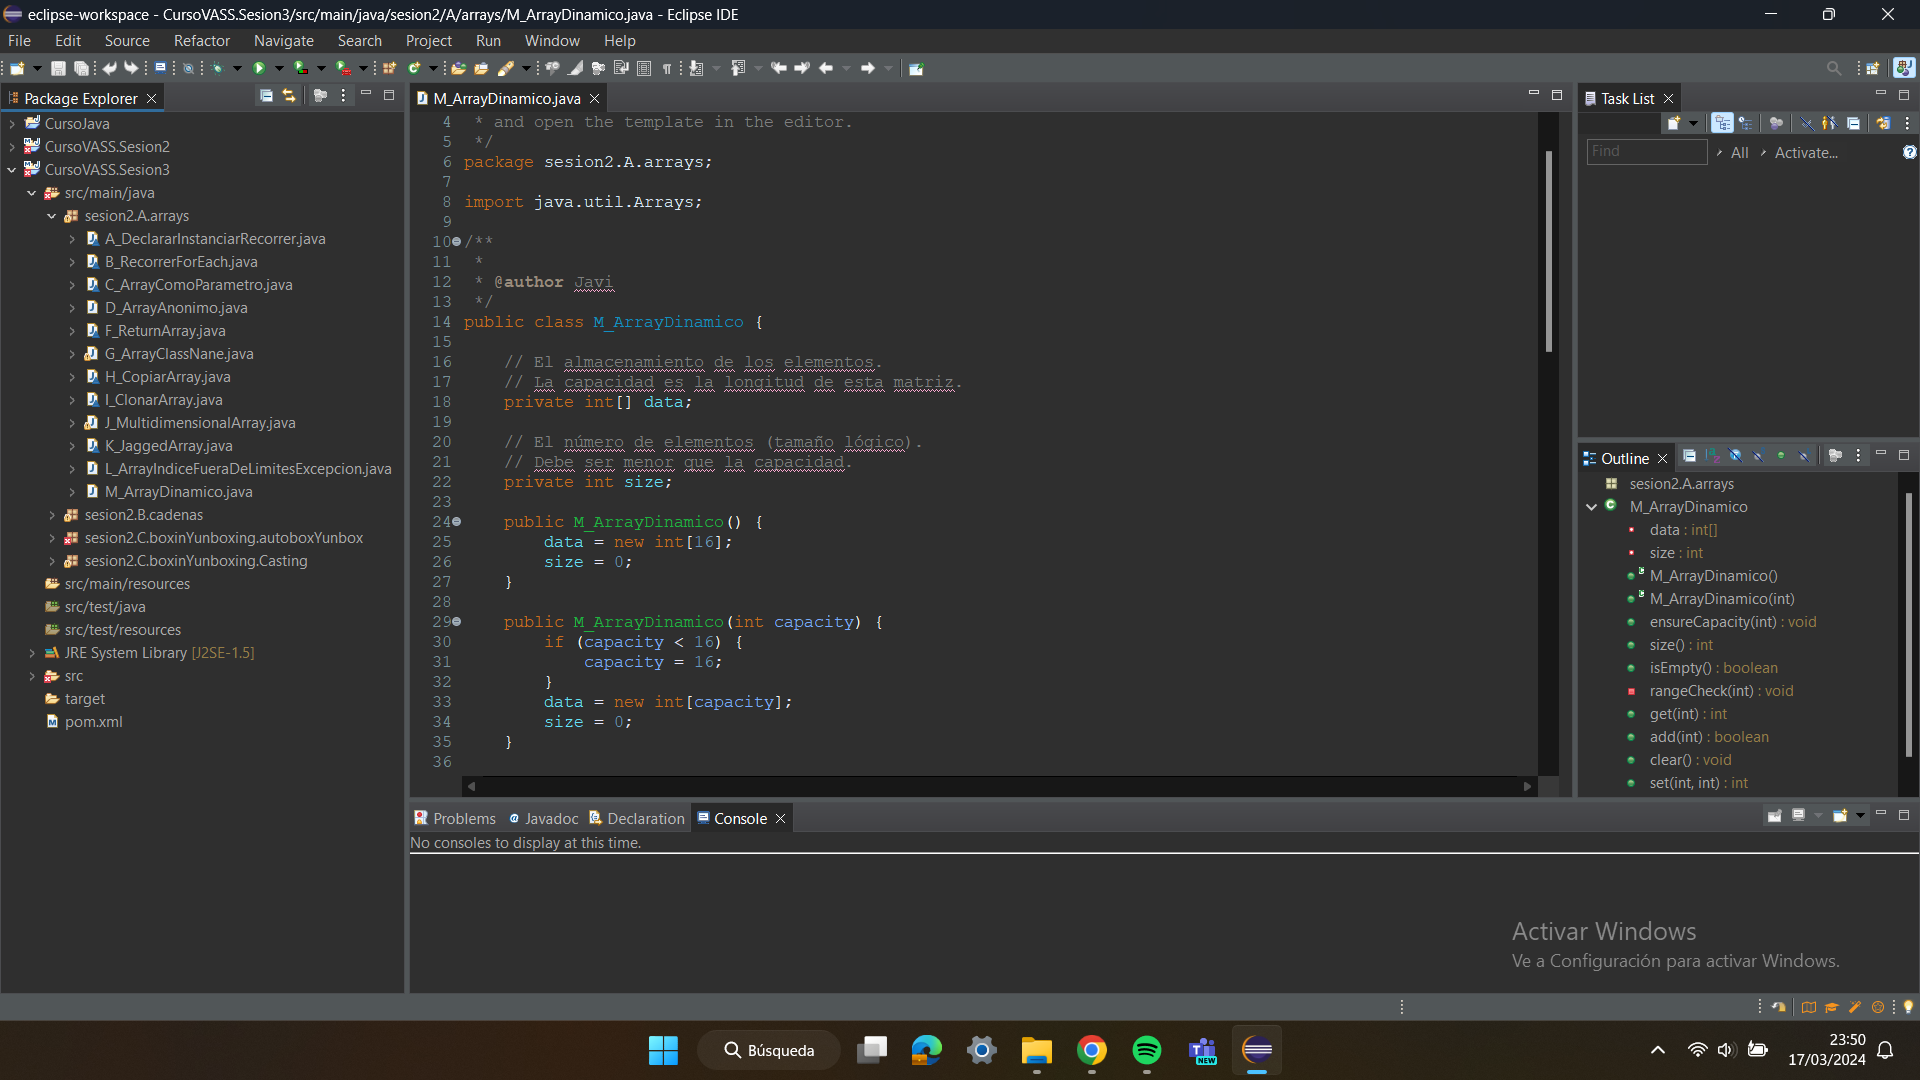 eclipse-workspace - CursoVASS.Sesion3/src/main/java/sesion2/A/arrays/M_ArrayDinamico.java - Eclipse IDE
File Edit Source Refactor Navigate Search Project Run Window Help
Package Explorer
CursoJava
CursoVASS.Sesion2
CursoVASS.Sesion3
src/main/java
sesion2.A.arrays
A_DeclararInstanciarRecorrer.java
B_RecorrerForEach.java
C_ArrayComoParametro.java
D_ArrayAnonimo.java
F_ReturnArray.java
G_ArrayClassNane.java
H_CopiarArray.java
I_ClonarArray.java
J_MultidimensionalArray.java
K_JaggedArray.java
L_ArrayIndiceFueraDeLimitesExcepcion.java
M_ArrayDinamico.java
sesion2.B.cadenas
sesion2.C.boxinYunboxing.autoboxYunbox
sesion2.C.boxinYunboxing.Casting
src/main/resources
src/test/java
src/test/resources
JRE System Library [J2SE-1.5]
src
target
pom.xml
M_ArrayDinamico.java
4 * and open the template in the editor.
5 */
6 package sesion2.A.arrays;
7
8 import java.util.Arrays;
9
10 /**
11 *
12 * @author Javi
13 */
14 public class M_ArrayDinamico {
15
16 // El almacenamiento de los elementos.
17 // La capacidad es la longitud de esta matriz.
18 private int[] data;
19
20 // El número de elementos (tamaño lógico).
21 // Debe ser menor que la capacidad.
22 private int size;
23
24 public M_ArrayDinamico() {
25 data = new int[16];
26 size = 0;
27 }
28
29 public M_ArrayDinamico(int capacity) {
30 if (capacity < 16) {
31 capacity = 16;
32 }
33 data = new int[capacity];
34 size = 0;
35 }
36
Task List
Find All Activate...
Outline
sesion2.A.arrays
M_ArrayDinamico
data : int[]
size : int
M_ArrayDinamico()
M_ArrayDinamico(int)
ensureCapacity(int) : void
size() : int
isEmpty() : boolean
rangeCheck(int) : void
get(int) : int
add(int) : boolean
clear() : void
set(int, int) : int
Problems Javadoc Declaration Console
No consoles to display at this time.
Activar Windows
Ve a Configuración para activar Windows.
Búsqueda
NEW
23:50
17/03/2024